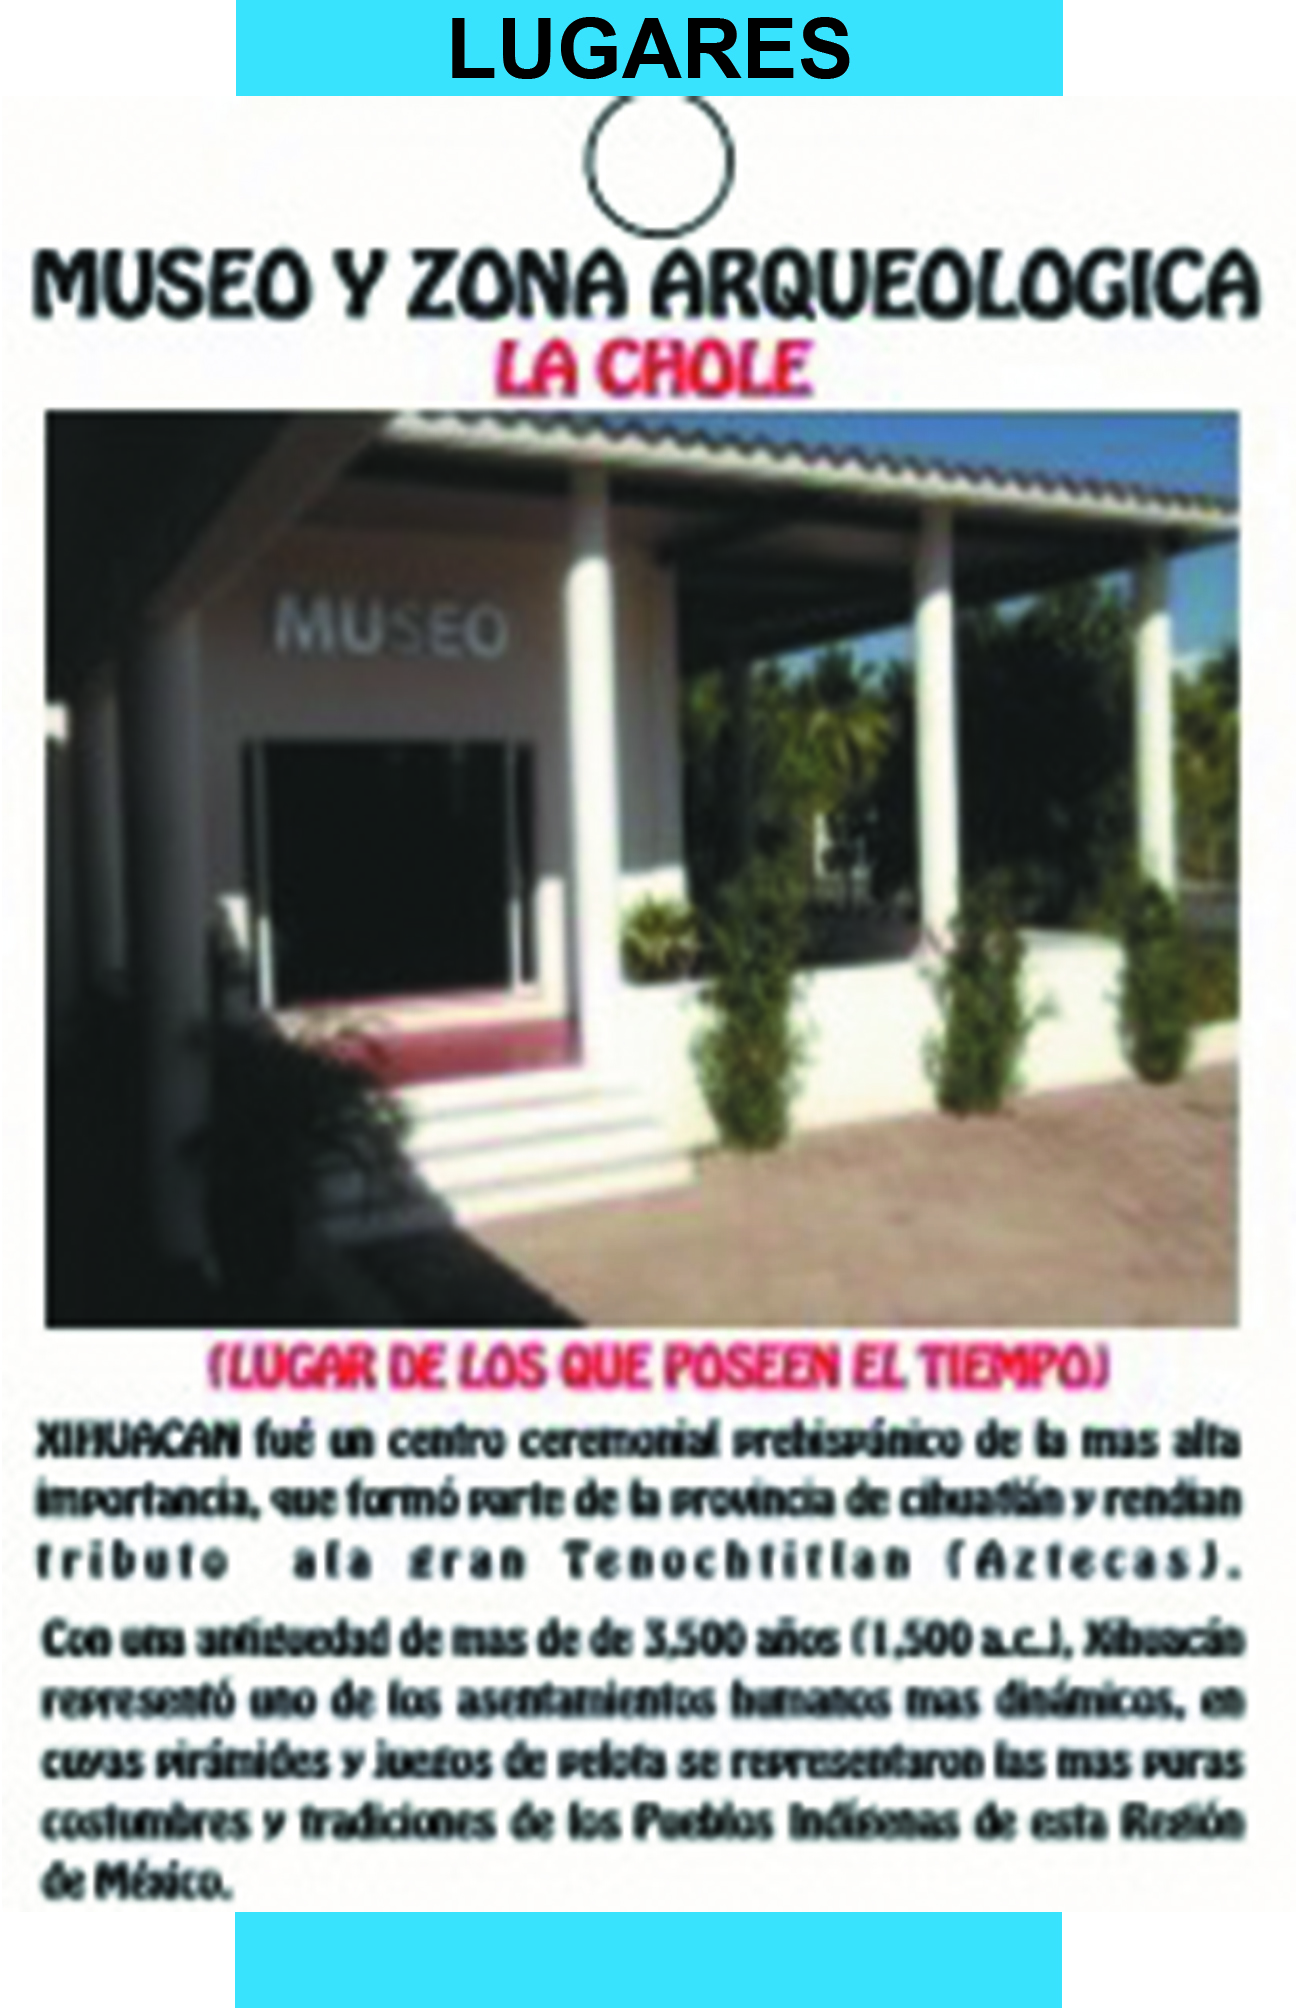 LUGARES
MUSEO Y ZONA ARQUEOLOGICA
LA CHOLE
MUSEO
(LUGAR DE LOS QUE POSEEN EL TIEMPO)
XIHUACAN fué un centro ceremonial prehispánico de la mas alta
importancia, que formó parte de la provincia de cihuatlán y rendian
tributo ala gran Tenochtitlan (Aztecas).
Con una antiguedad de mas de de 3,500 años (1,500 a.c.), Xihuacán
representó uno de los asentamientos humanos mas dinámicos, en
cuyas pirámides y juegos de pelota se representaron las mas puras
costumbres y tradiciones de los Pueblos Indígenas de esta Región
de México.